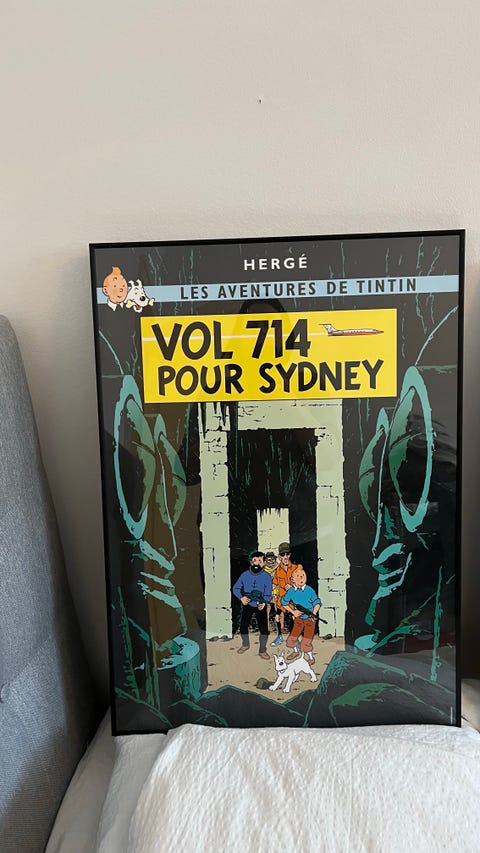 HERGÉ
LES AVENTURES DE TINTIN
VOL 714
POUR SYDNEY